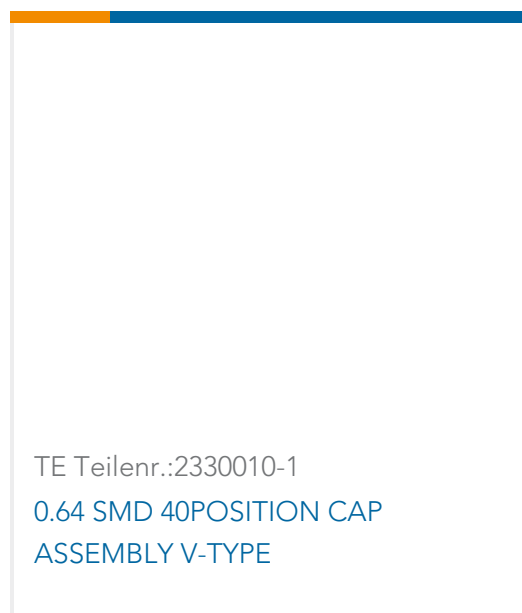 TE Teilenr.:2330010-1
0.64 SMD 40POSITION CAP
ASSEMBLY V-TYPE